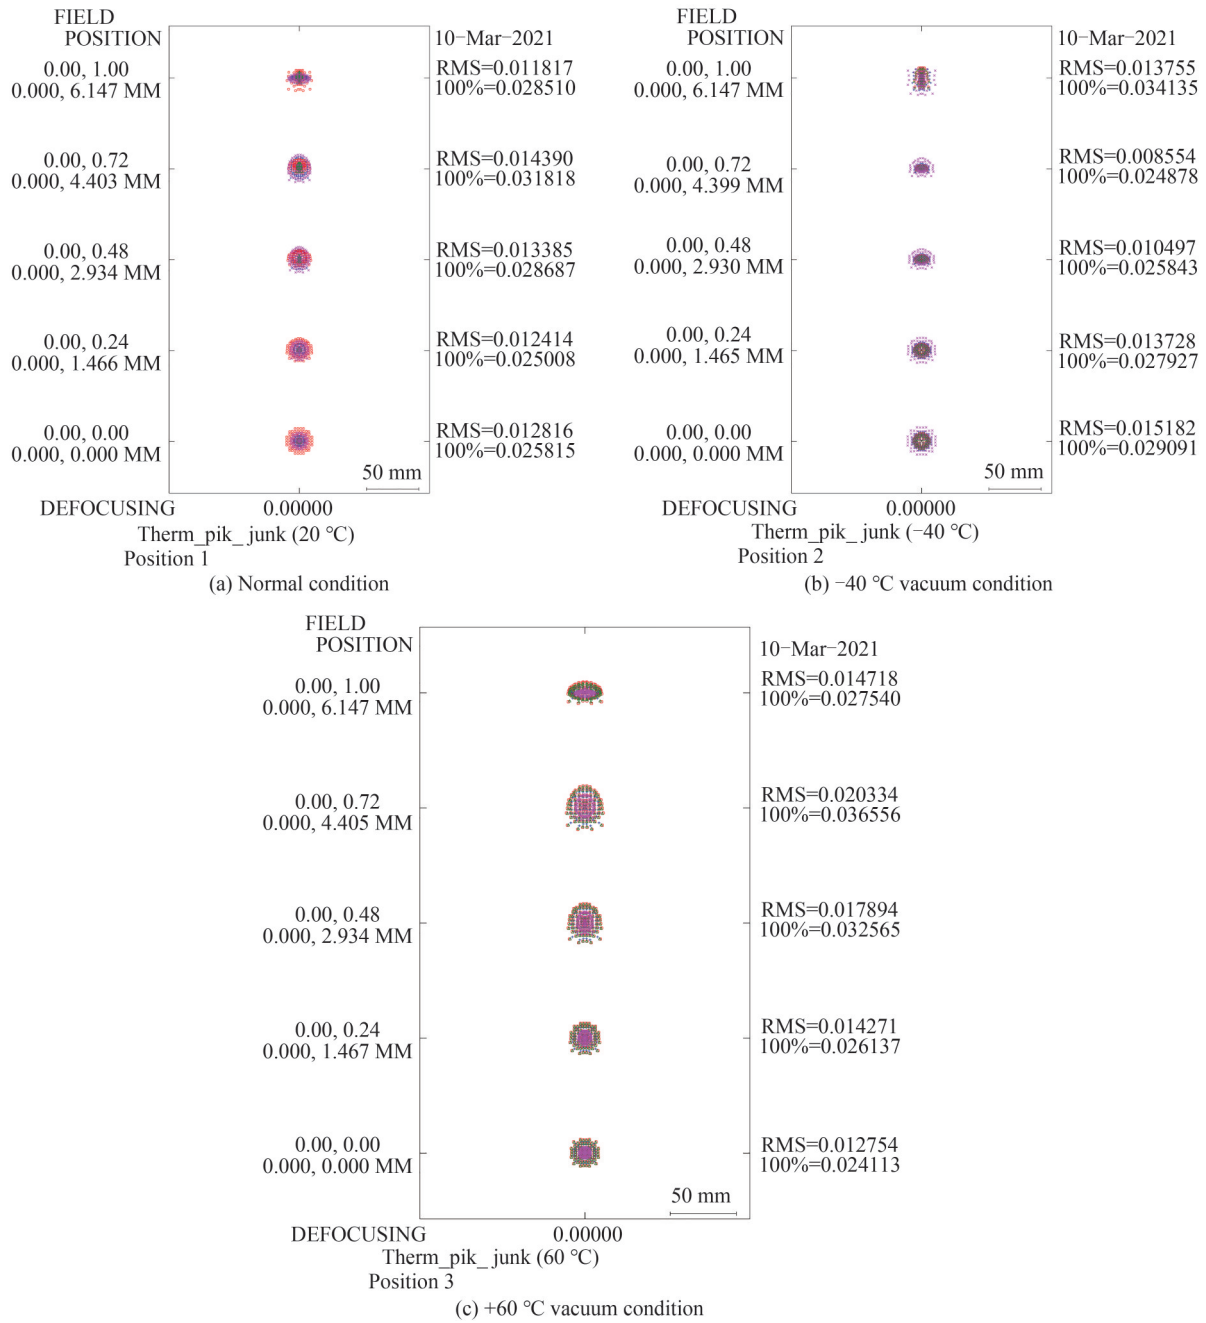 FIELD
POSITION
10-Mar-2021
0.00, 1.00
0.000, 6.147 MM
RMS=0.011817
100%=0.028510
0.00, 0.72
0.000, 4.403 MM
RMS=0.014390
100%=0.031818
0.00, 0.48
0.000, 2.934 MM
RMS=0.013385
100%=0.028687
0.00, 0.24
0.000, 1.466 MM
RMS=0.012414
100%=0.025008
0.00, 0.00
0.000, 0.000 MM
RMS=0.012816
100%=0.025815
50 mm
DEFOCUSING
0.00000
Therm_pik_ junk (20 °C)
Position 1
(a) Normal condition
FIELD
POSITION
10-Mar-2021
0.00, 1.00
0.000, 6.147 MM
RMS=0.013755
100%=0.034135
0.00, 0.72
0.000, 4.399 MM
RMS=0.008554
100%=0.024878
0.00, 0.48
0.000, 2.930 MM
RMS=0.010497
100%=0.025843
0.00, 0.24
0.000, 1.465 MM
RMS=0.013728
100%=0.027927
0.00, 0.00
0.000, 0.000 MM
RMS=0.015182
100%=0.029091
50 mm
DEFOCUSING
0.00000
Therm_pik_ junk (−40 °C)
Position 2
(b) −40 °C vacuum condition
FIELD
POSITION
10-Mar-2021
0.00, 1.00
0.000, 6.147 MM
RMS=0.014718
100%=0.027540
0.00, 0.72
0.000, 4.405 MM
RMS=0.020334
100%=0.036556
0.00, 0.48
0.000, 2.934 MM
RMS=0.017894
100%=0.032565
0.00, 0.24
0.000, 1.467 MM
RMS=0.014271
100%=0.026137
0.00, 0.00
0.000, 0.000 MM
RMS=0.012754
100%=0.024113
50 mm
DEFOCUSING
0.00000
Therm_pik_ junk (60 °C)
Position 3
(c) +60 °C vacuum condition